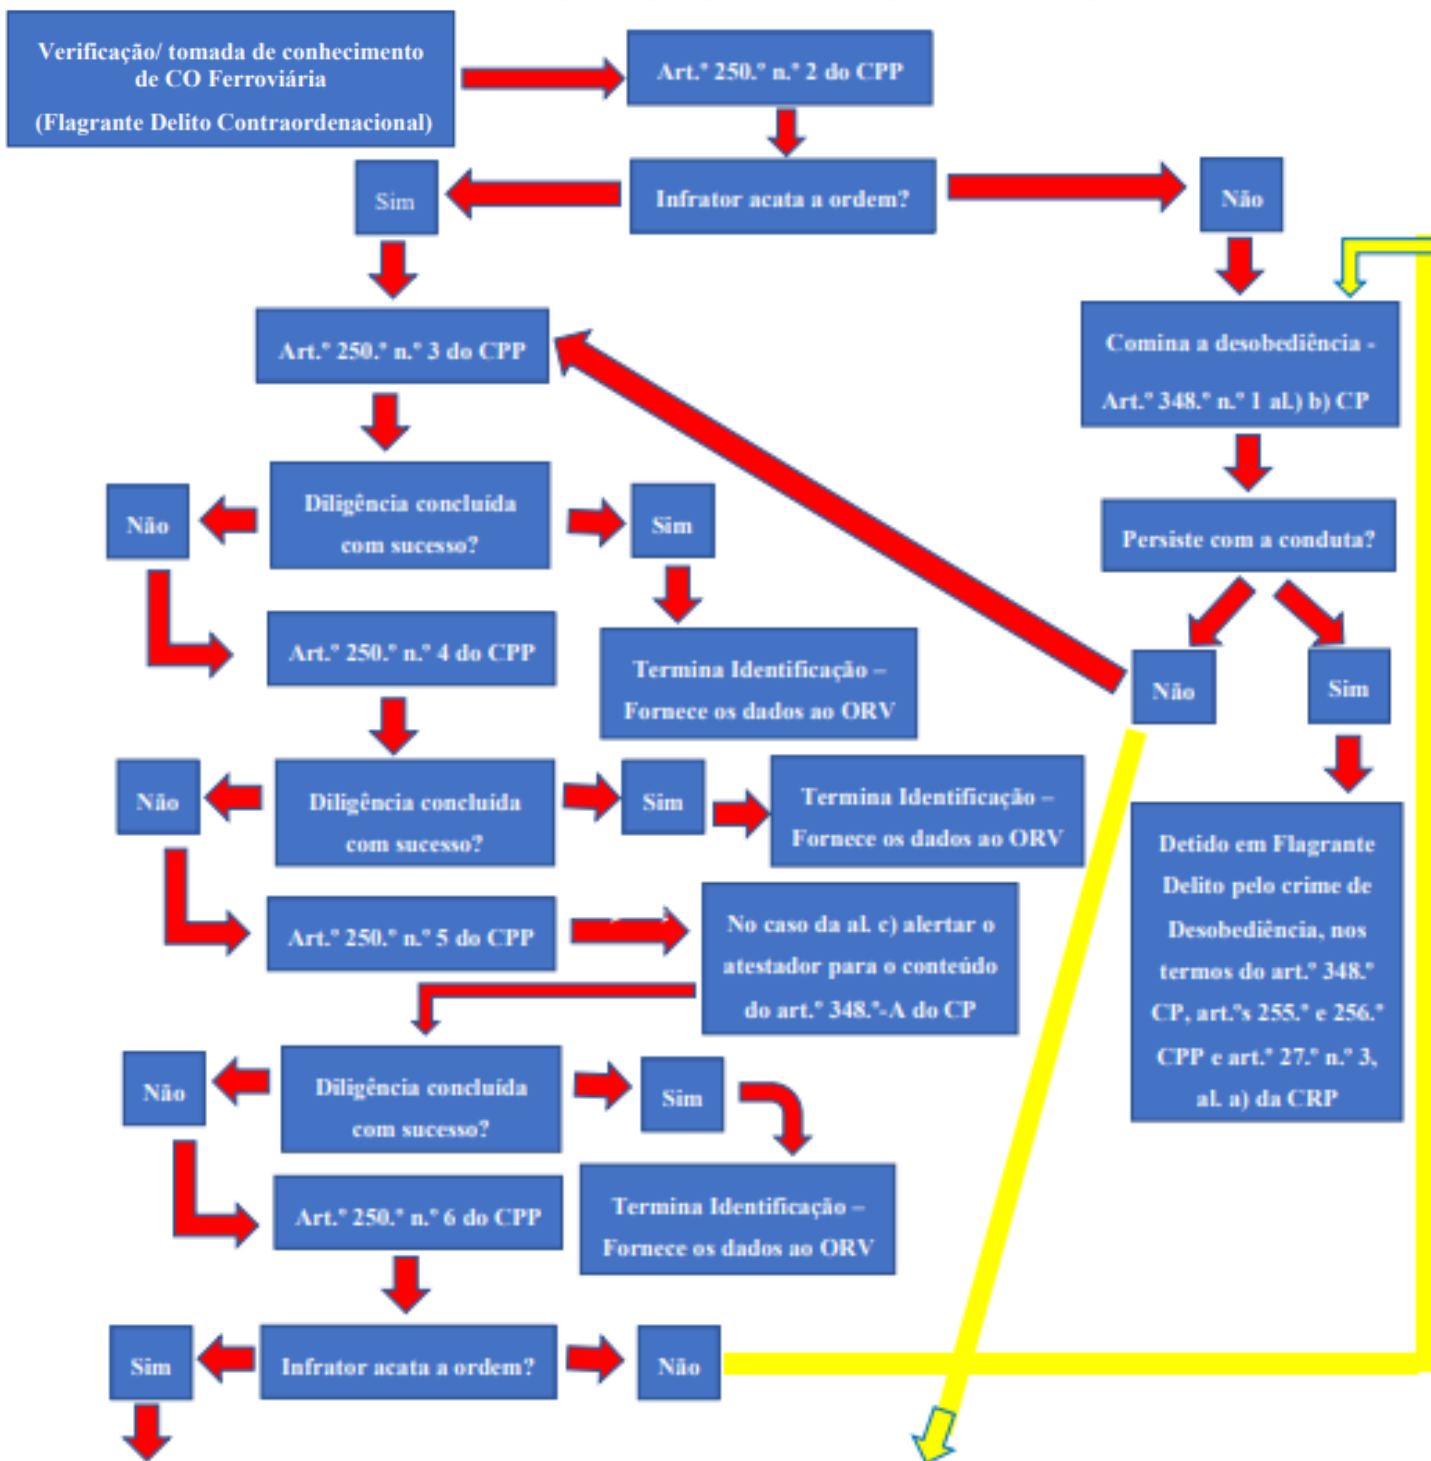 Verificação/ tomada de conhecimento
de CO Ferroviária
(Flagrante Delito Contraordenacional)
Art.º 250.º n.º 2 do CPP
Sim
Infrator acata a ordem?
Não
Art.º 250.º n.º 3 do CPP
Comina a desobediência -
Art.º 348.º n.º 1 al.) b) CP
Não
Diligência concluída
com sucesso?
Sim
Persiste com a conduta?
Art.º 250.º n.º 4 do CPP
Termina Identificação –
Fornece os dados ao ORV
Não
Sim
Não
Diligência concluída
com sucesso?
Sim
Termina Identificação –
Fornece os dados ao ORV
Detido em Flagrante
Delito pelo crime de
Desobediência, nos
termos do art.º 348.º
CP, art.ºs 255.º e 256.º
CPP e art.º 27.º n.º 3,
al. a) da CRP
Art.º 250.º n.º 5 do CPP
No caso da al. c) alertar o
atestador para o conteúdo
do art.º 348.º-A do CP
Não
Diligência concluída
com sucesso?
Sim
Art.º 250.º n.º 6 do CPP
Termina Identificação –
Fornece os dados ao ORV
Sim
Infrator acata a ordem?
Não